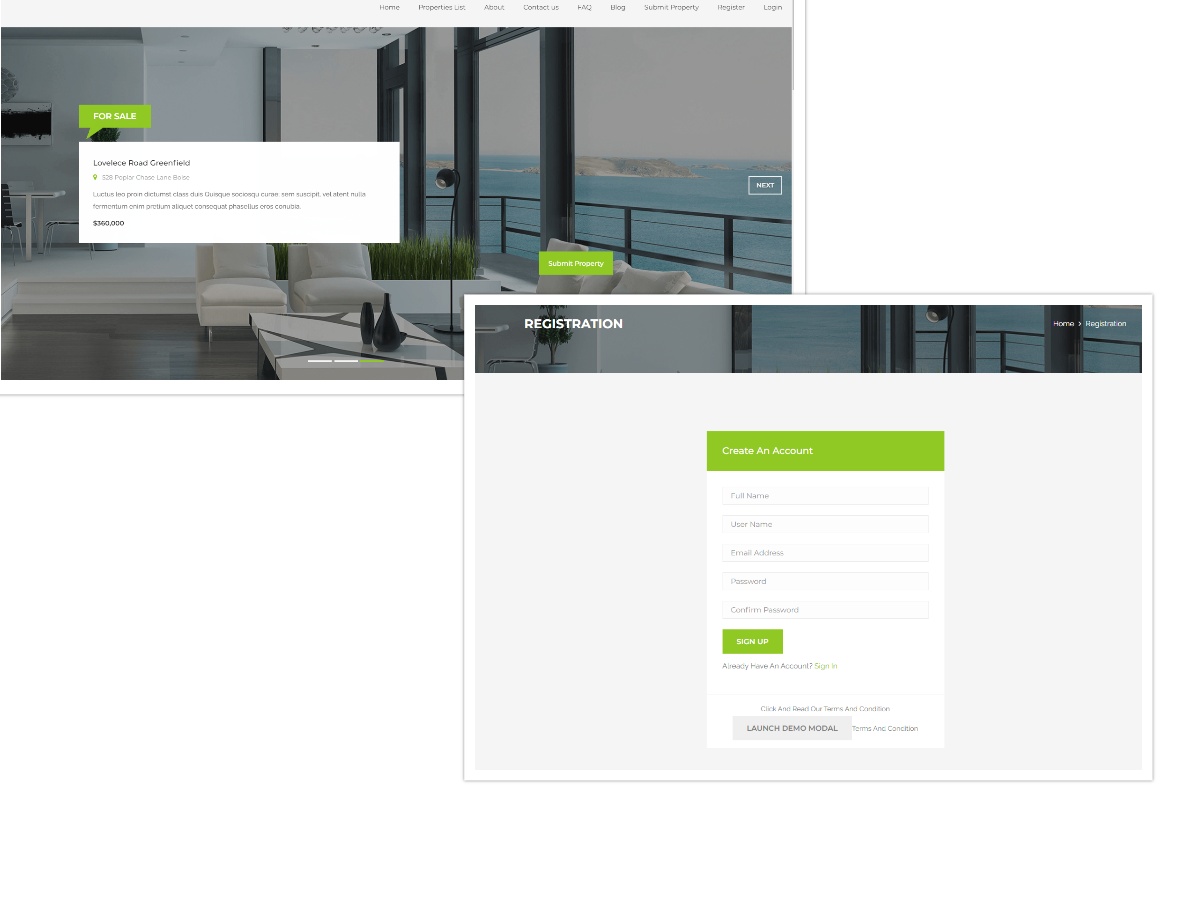 Home Properties List About Contact us FAQ Blog Submit Property Register Login
FOR SALE
Lovelece Road Greenfield
528 Poplar Chase Lane Boise
Luctus leo proin dictumst class duis Quisque sociosqu curae; sem suscipit, vel atent nulla
fermentum enim pretium aliquet consequat phasellus eros conubia.
$360,000
NEXT
Submit Property
REGISTRATION
Home > Registration
Create An Account
Full Name
User Name
Email Address
Password
Confirm Password
SIGN UP
Already Have An Account? Sign In
Click And Read Our Terms And Condition
LAUNCH DEMO MODAL Terms And Condition